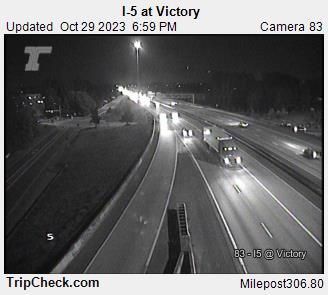 I-5 at Victory
Updated Oct 29 2023 6:59 PM Camera 83
T
S
83 - I5 @ Victory
TripCheck.com Milepost306.80